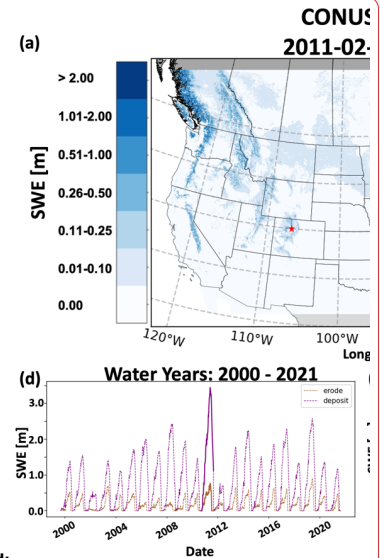 CONUS
(a)
2011-02-
> 2.00
1.01-2.00
0.51-1.00
0.26-0.50
0.11-0.25
0.01-0.10
0.00
SWE [m]
120°W 110°W 100°W
Long
(d) Water Years: 2000 - 2021
erode
deposit
3.0
2.0
1.0
0.0
SWE [m]
2000 2004 2008 2012 2016 2020
Date